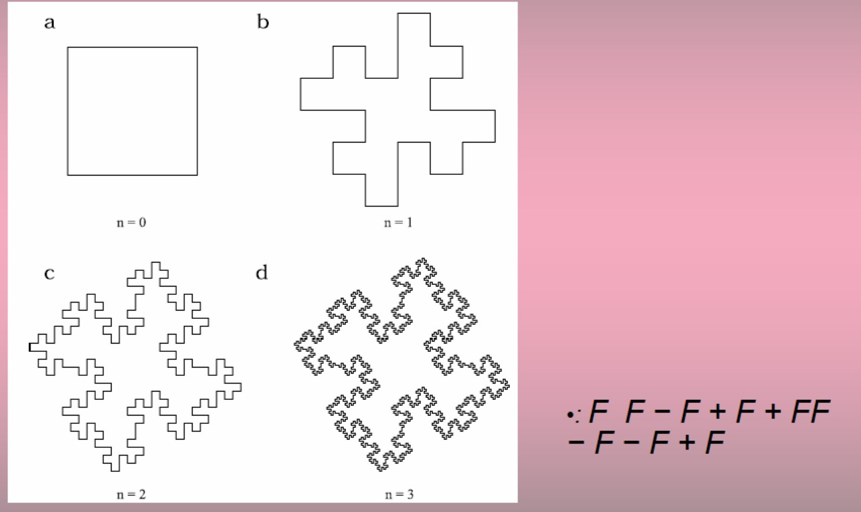 a
b
n = 0
n = 1
c
d
n = 2
n = 3
•: F F − F + F + FF
− F − F + F